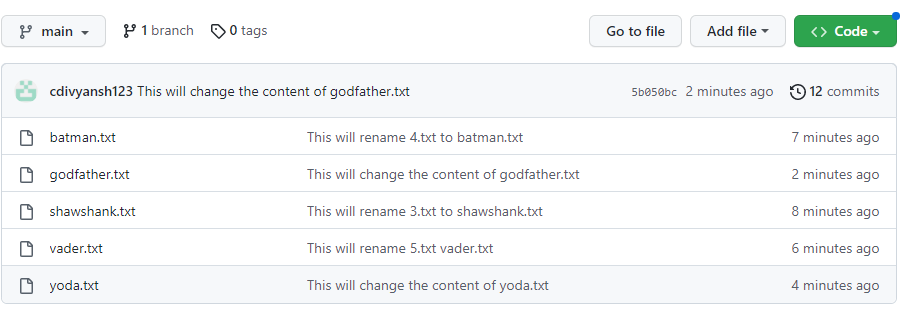 main 1 branch 0 tags Go to file Add file Code
cdivyansh123 This will change the content of godfather.txt 5b050bc 2 minutes ago 12 commits
batman.txt This will rename 4.txt to batman.txt 7 minutes ago
godfather.txt This will change the content of godfather.txt 2 minutes ago
shawshank.txt This will rename 3.txt to shawshank.txt 8 minutes ago
vader.txt This will rename 5.txt vader.txt 6 minutes ago
yoda.txt This will change the content of yoda.txt 4 minutes ago